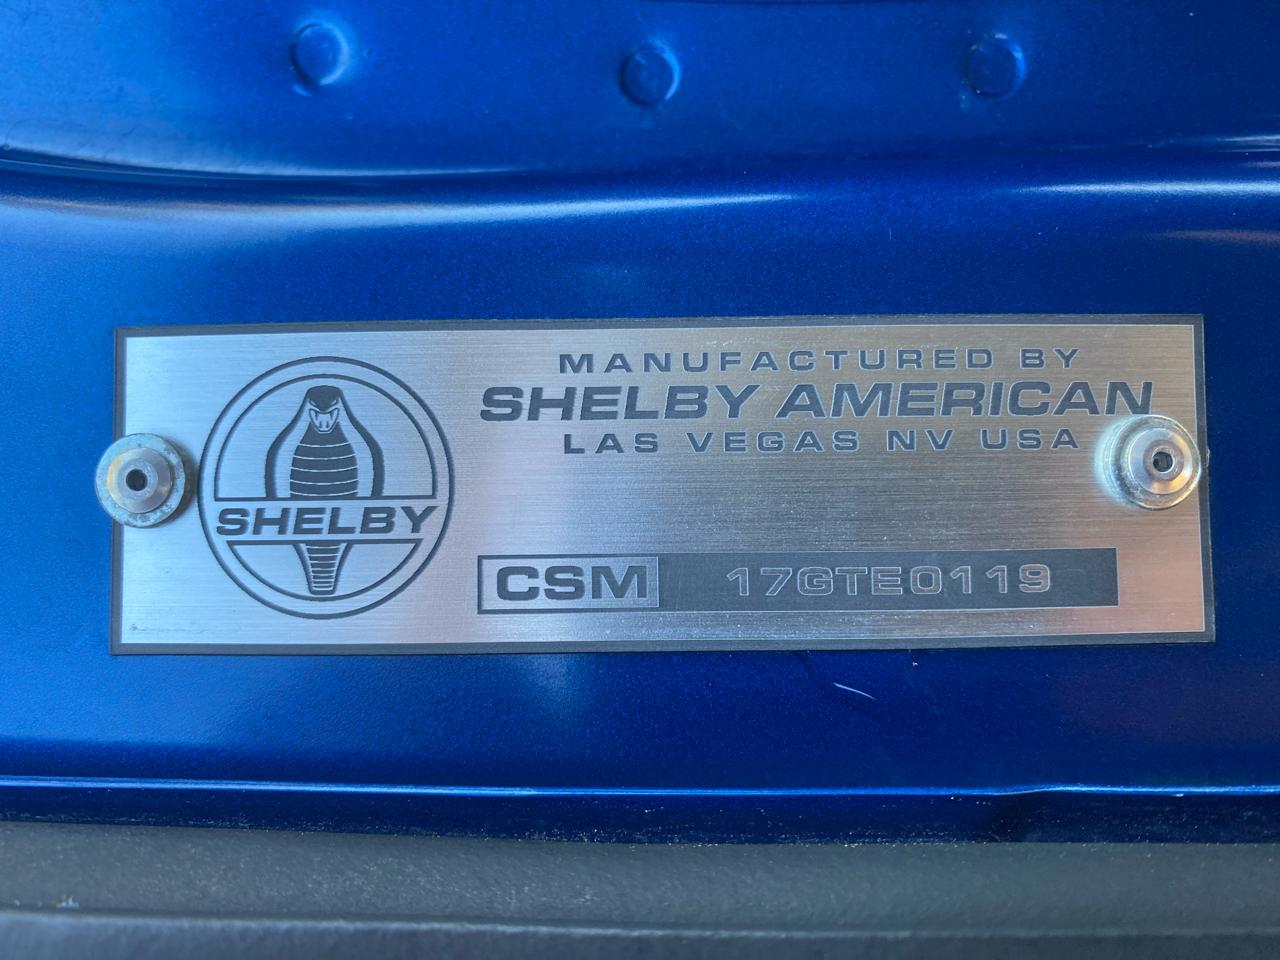 MANUFACTURED BY
SHELBY AMERICAN
LAS VEGAS NV USA
SHELBY
CSM 17GTE0119